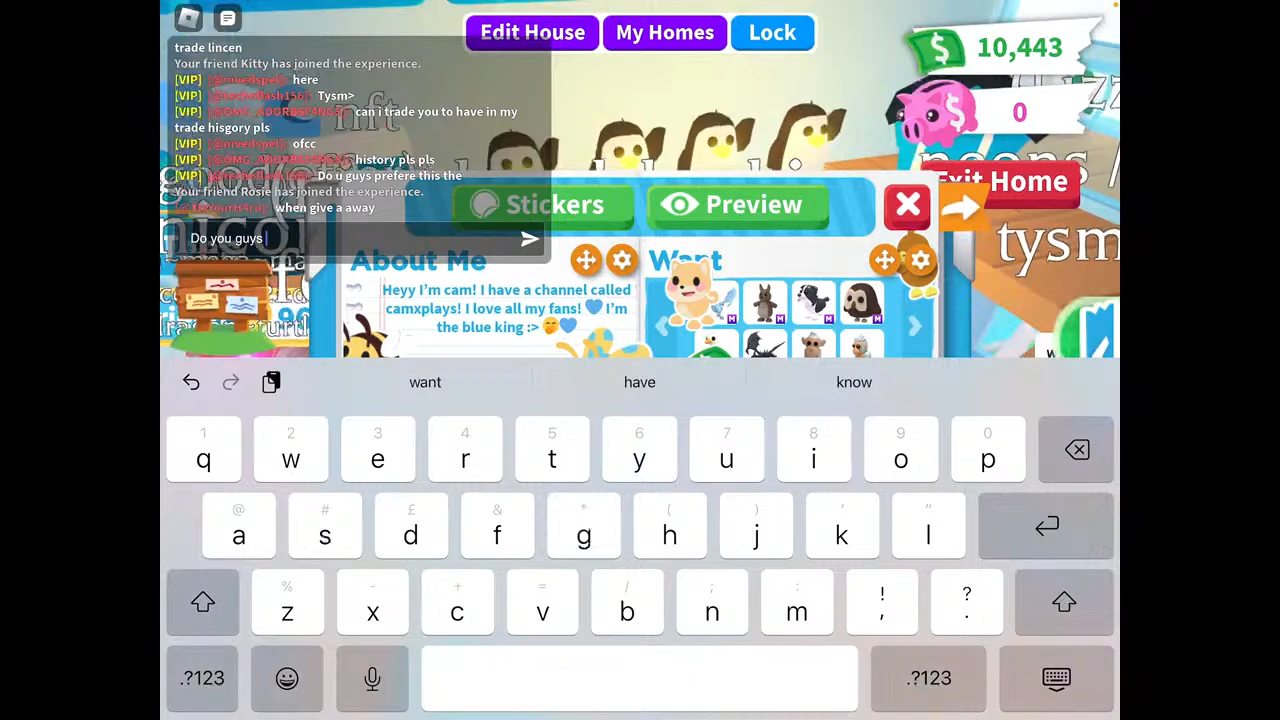 Edit House
My Homes
Lock
10,443
0
trade lincen
Your friend Kitty has joined the experience.
[VIP] here
[VIP] Tysm>
[VIP] can i trade you to have in my
trade hisgory pls
[VIP] ofcc
[VIP] history pls pls
[VIP] Do u guys prefere this the
Your friend Rosie has joined the experience.
when give a away
Do you guys
nft
Exit Home
Stickers
Preview
tysm
About Me
Want
Heyy I'm cam! I have a channel called
camxplays! I love all my fans! 💙 I'm
the blue king :> 🤭💙
want
have
know
1 2 3 4 5 6 7 8 9 0
q w e r t y u i o p
@ # £ & * ( ) ' "
a s d f g h j k l
% - + = / ; : ! ?
z x c v b n m , .
.?123
.?123